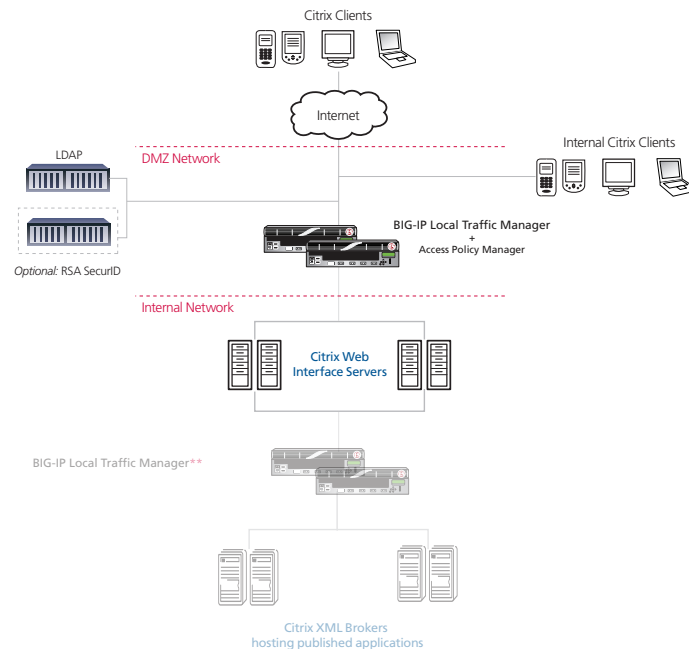 Citrix Clients
Internet
Internal Citrix Clients
LDAP
DMZ Network
BIG-IP Local Traffic Manager
+
Access Policy Manager
Optional: RSA SecurID
Internal Network
Citrix Web
Interface Servers
BIG-IP Local Traffic Manager**
Citrix XML Brokers
hosting published applications